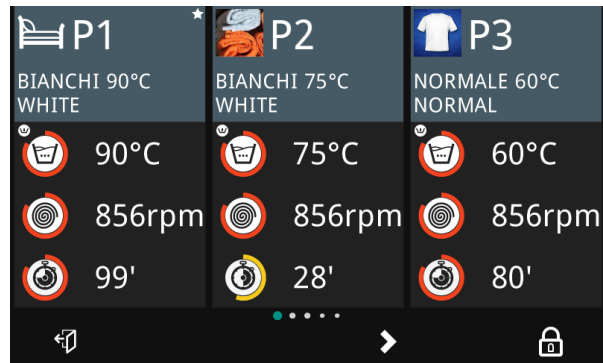 P1
BIANCHI 90°C
WHITE
90°C
856rpm
99'
P2
BIANCHI 75°C
WHITE
75°C
856rpm
28'
P3
NORMALE 60°C
NORMAL
60°C
856rpm
80'